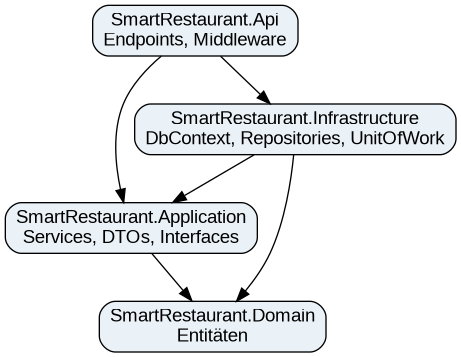 SmartRestaurant.Api
Endpoints, Middleware
SmartRestaurant.Infrastructure
DbContext, Repositories, UnitOfWork
SmartRestaurant.Application
Services, DTOs, Interfaces
SmartRestaurant.Domain
Entitäten